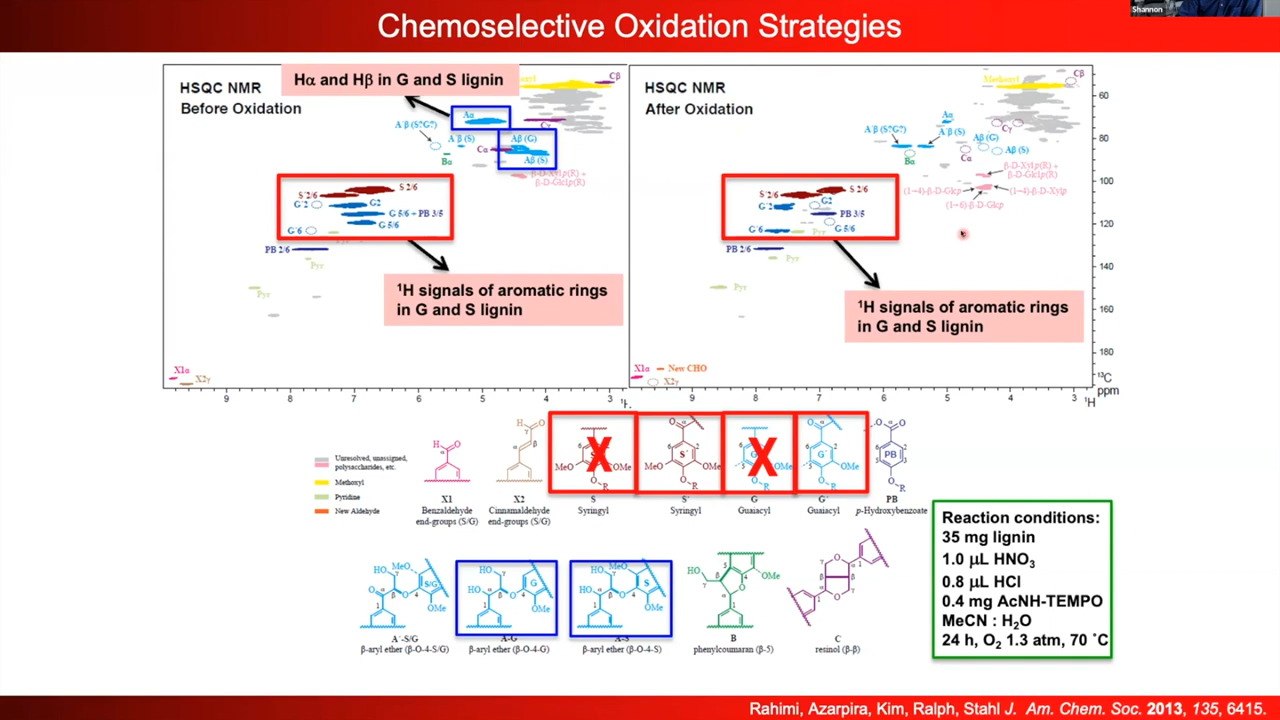 Chemoselective Oxidation Strategies
Shannon
Hα and Hβ in G and S lignin
HSQC NMR
Before Oxidation
Cβ
Aα
Cγ
A´β (S?G?)
A´β (S)
Aβ (G)
Bα
Cα
Aβ (S)
β-D-Xylp(R) +
β-D-Glclp(R)
S´2/6
S 2/6
G´2
G2
G 5/6 + PB 3/5
G´6
G 5/6
PB 2/6
Pyr
Pyr
¹H signals of aromatic rings
in G and S lignin
X1α
X2γ
9
8
7
6
5
4
3
HSQC NMR
After Oxidation
Methoxyl
Cβ
Aα
Cγ
A´β (S?G?)
A´β (S)
Aβ (G)
Bα
Cα
Aβ (S)
β-D-Xylp(R) +
β-D-Glclp(R)
(1→4)-β-D-Glcp
(1→4)-β-D-Xylp
(1→6)-β-D-Glcp
S´2/6
S 2/6
G´2
G2
PB 3/5
G´6
Pyr
G 5/6
PB 2/6
Pyr
Pyr
¹H signals of aromatic rings
in G and S lignin
X1α
New CHO
X2γ
60
80
100
120
140
160
180
¹³C
ppm
9
8
7
6
5
4
3
¹H
Unresolved, unassigned,
polysaccharides, etc.
Methoxyl
Pyridine
New Aldehyde
X1
Benzaldehyde
end-groups (S/G)
X2
Cinnamaldehyde
end-groups (S/G)
S
Syringyl
S´
Syringyl
G
Guaiacyl
G´
Guaiacyl
PB
p-Hydroxybenzoate
A´-S/G
β-aryl ether (β-O-4-S/G)
A-G
β-aryl ether (β-O-4-G)
A-S
β-aryl ether (β-O-4-S)
B
phenylcoumaran (β-5)
C
resinol (β-β)
Reaction conditions:
35 mg lignin
1.0 μL HNO₃
0.8 μL HCl
0.4 mg AcNH-TEMPO
MeCN : H₂O
24 h, O₂ 1.3 atm, 70 ˚C
Rahimi, Azarpira, Kim, Ralph, Stahl J. Am. Chem. Soc. 2013, 135, 6415.